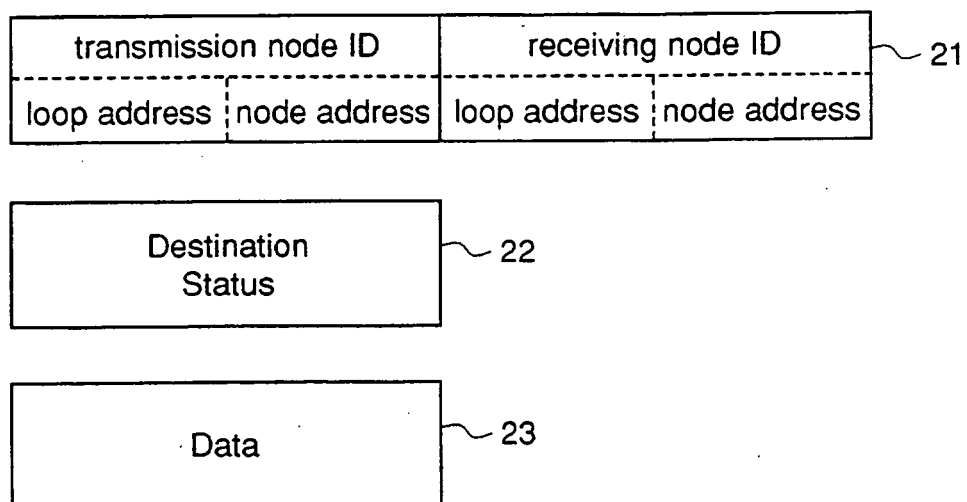 transmission node ID receiving node ID 21
loop address node address loop address node address
Destination 22
Status
Data 23